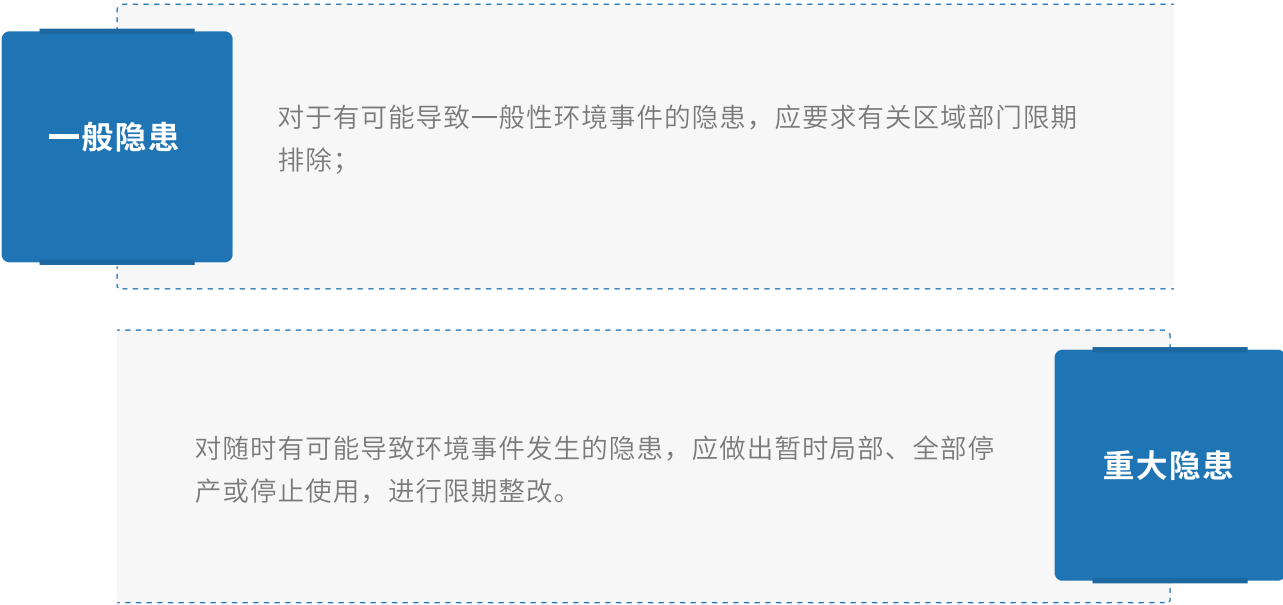 一般隐患
对于有可能导致一般性环境事件的隐患，应要求有关区域部门限期
排除；
对随时有可能导致环境事件发生的隐患，应做出暂时局部、全部停
产或停止使用，进行限期整改。
重大隐患